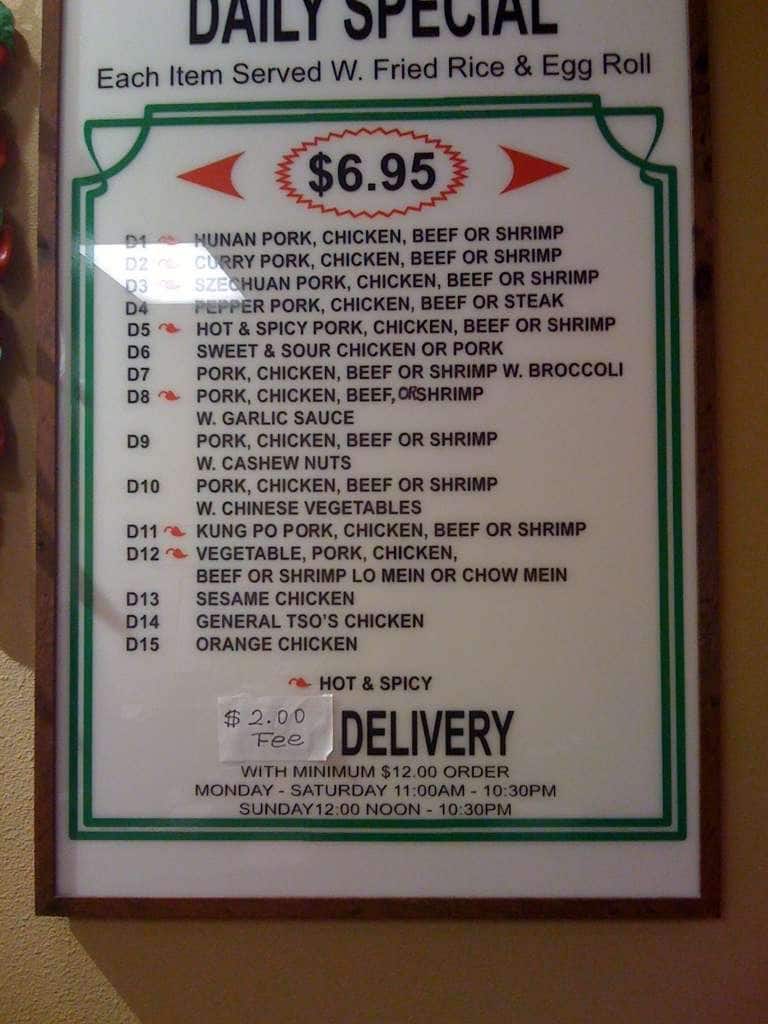 DAILY SPECIAL
Each Item Served W. Fried Rice & Egg Roll
$6.95
D1 HUNAN PORK, CHICKEN, BEEF OR SHRIMP
D2 CURRY PORK, CHICKEN, BEEF OR SHRIMP
D3 SZECHUAN PORK, CHICKEN, BEEF OR SHRIMP
D4 PEPPER PORK, CHICKEN, BEEF OR STEAK
D5 HOT & SPICY PORK, CHICKEN, BEEF OR SHRIMP
D6 SWEET & SOUR CHICKEN OR PORK
D7 PORK, CHICKEN, BEEF OR SHRIMP W. BROCCOLI
D8 PORK, CHICKEN, BEEF, OR SHRIMP
W. GARLIC SAUCE
D9 PORK, CHICKEN, BEEF OR SHRIMP
W. CASHEW NUTS
D10 PORK, CHICKEN, BEEF OR SHRIMP
W. CHINESE VEGETABLES
D11 KUNG PO PORK, CHICKEN, BEEF OR SHRIMP
D12 VEGETABLE, PORK, CHICKEN,
BEEF OR SHRIMP LO MEIN OR CHOW MEIN
D13 SESAME CHICKEN
D14 GENERAL TSO'S CHICKEN
D15 ORANGE CHICKEN
HOT & SPICY
$2.00
Fee
DELIVERY
WITH MINIMUM $12.00 ORDER
MONDAY - SATURDAY 11:00AM - 10:30PM
SUNDAY12:00 NOON - 10:30PM